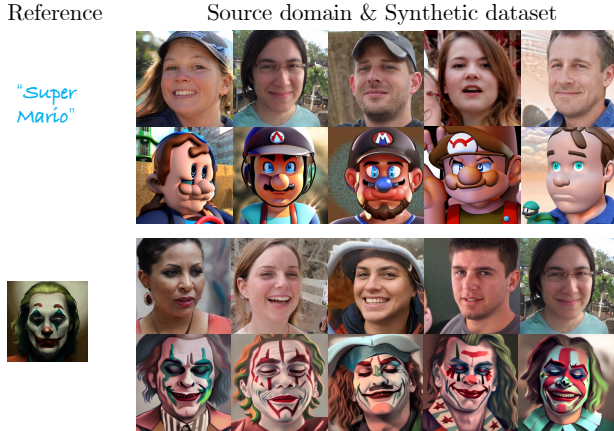 Reference
Source domain & Synthetic dataset
“Super
Mario”
M